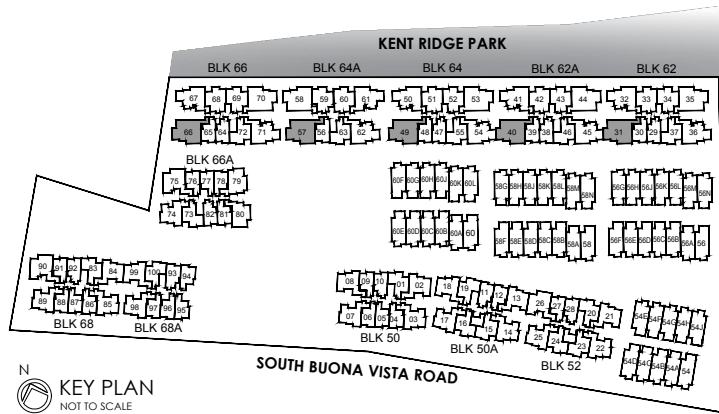 KENT RIDGE PARK
BLK 66 BLK 64A BLK 64 BLK 62A BLK 62
67 68 69 70 58 59 60 61 50 51 52 53 41 42 43 44 32 33 34 35
66 65 64 72 71 57 56 63 62 49 48 47 55 54 40 39 38 46 45 31 30 29 37 36
BLK 66A
75 76 77 78 79
74 73 82 81 80
60F 60G 60H 60J 60K 60L 58G 58H 58J 58K 58L 58M 58N 56G 56H 56J 56K 56L 56M 56N
60E 60D 60C 60B 60A 60 58F 58E 58D 58C 58B 58A 58 56F 56E 56D 56C 56B 56A 56
90 91 92 83 84 99 100 93 94
89 88 87 86 85 98 97 96 95
BLK 68 BLK 68A
08 09 10 01 02 18 19 11 12 13 26 27 28 20 21
07 06 05 04 03 17 16 15 14 25 24 23 22
BLK 50 BLK 50A BLK 52
54E 54F 54G 54H 54J
54D 54C 54B 54A 54
SOUTH BUONA VISTA ROAD
N
KEY PLAN
NOT TO SCALE